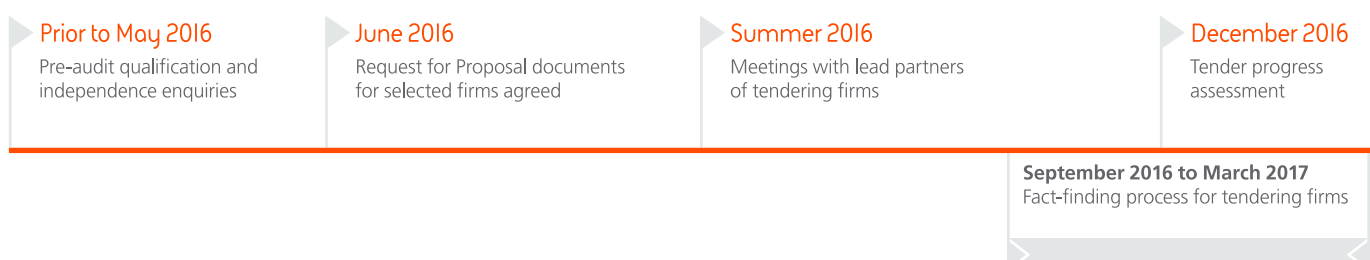 Prior to May 2016
Pre-audit qualification and
independence enquiries
June 2016
Request for Proposal documents
for selected firms agreed
Summer 2016
Meetings with lead partners
of tendering firms
December 2016
Tender progress
assessment
September 2016 to March 2017
Fact-finding process for tendering firms